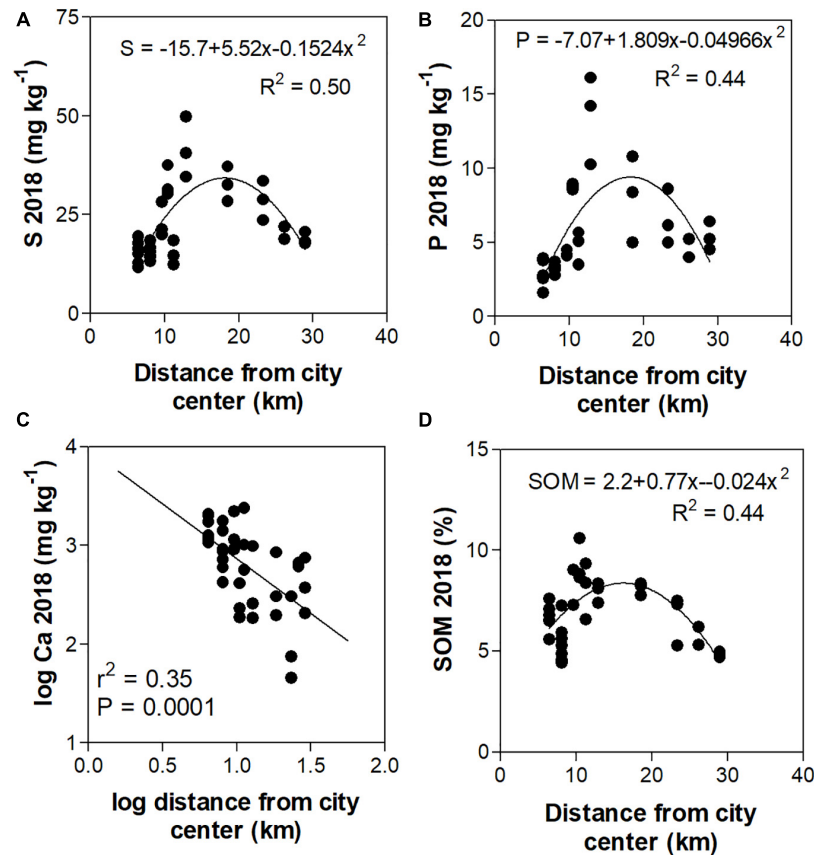 A
75
50
25
0
S 2018 (mg kg⁻¹)
S = -15.7+5.52x-0.1524x²
R² = 0.50
0 10 20 30 40
Distance from city
center (km)
B
20
15
10
5
0
P 2018 (mg kg⁻¹)
P = -7.07+1.809x-0.04966x²
R² = 0.44
0 10 20 30 40
Distance from city
center (km)
C
4
3
2
1
log Ca 2018 (mg kg⁻¹)
r² = 0.35
P = 0.0001
0.0 0.5 1.0 1.5 2.0
log distance from city
center (km)
D
15
10
5
0
SOM 2018 (%)
SOM = 2.2+0.77x--0.024x²
R² = 0.44
0 10 20 30 40
Distance from city
center (km)